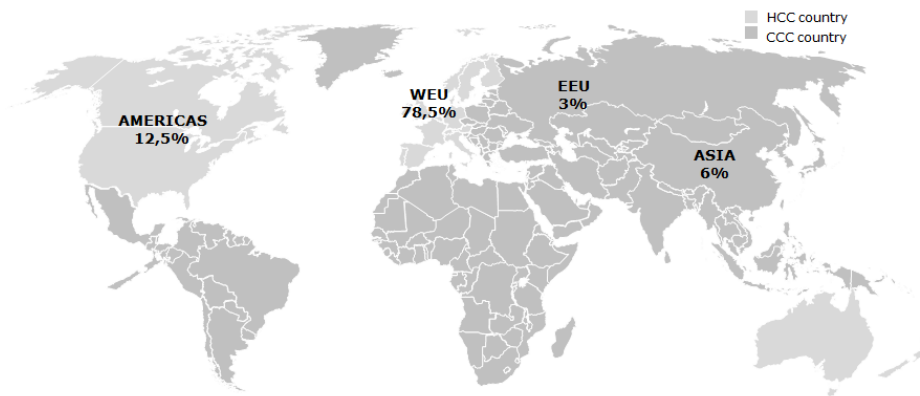 HCC country
CCC country
WEU
78,5%
EEU
3%
AMERICAS
12,5%
ASIA
6%